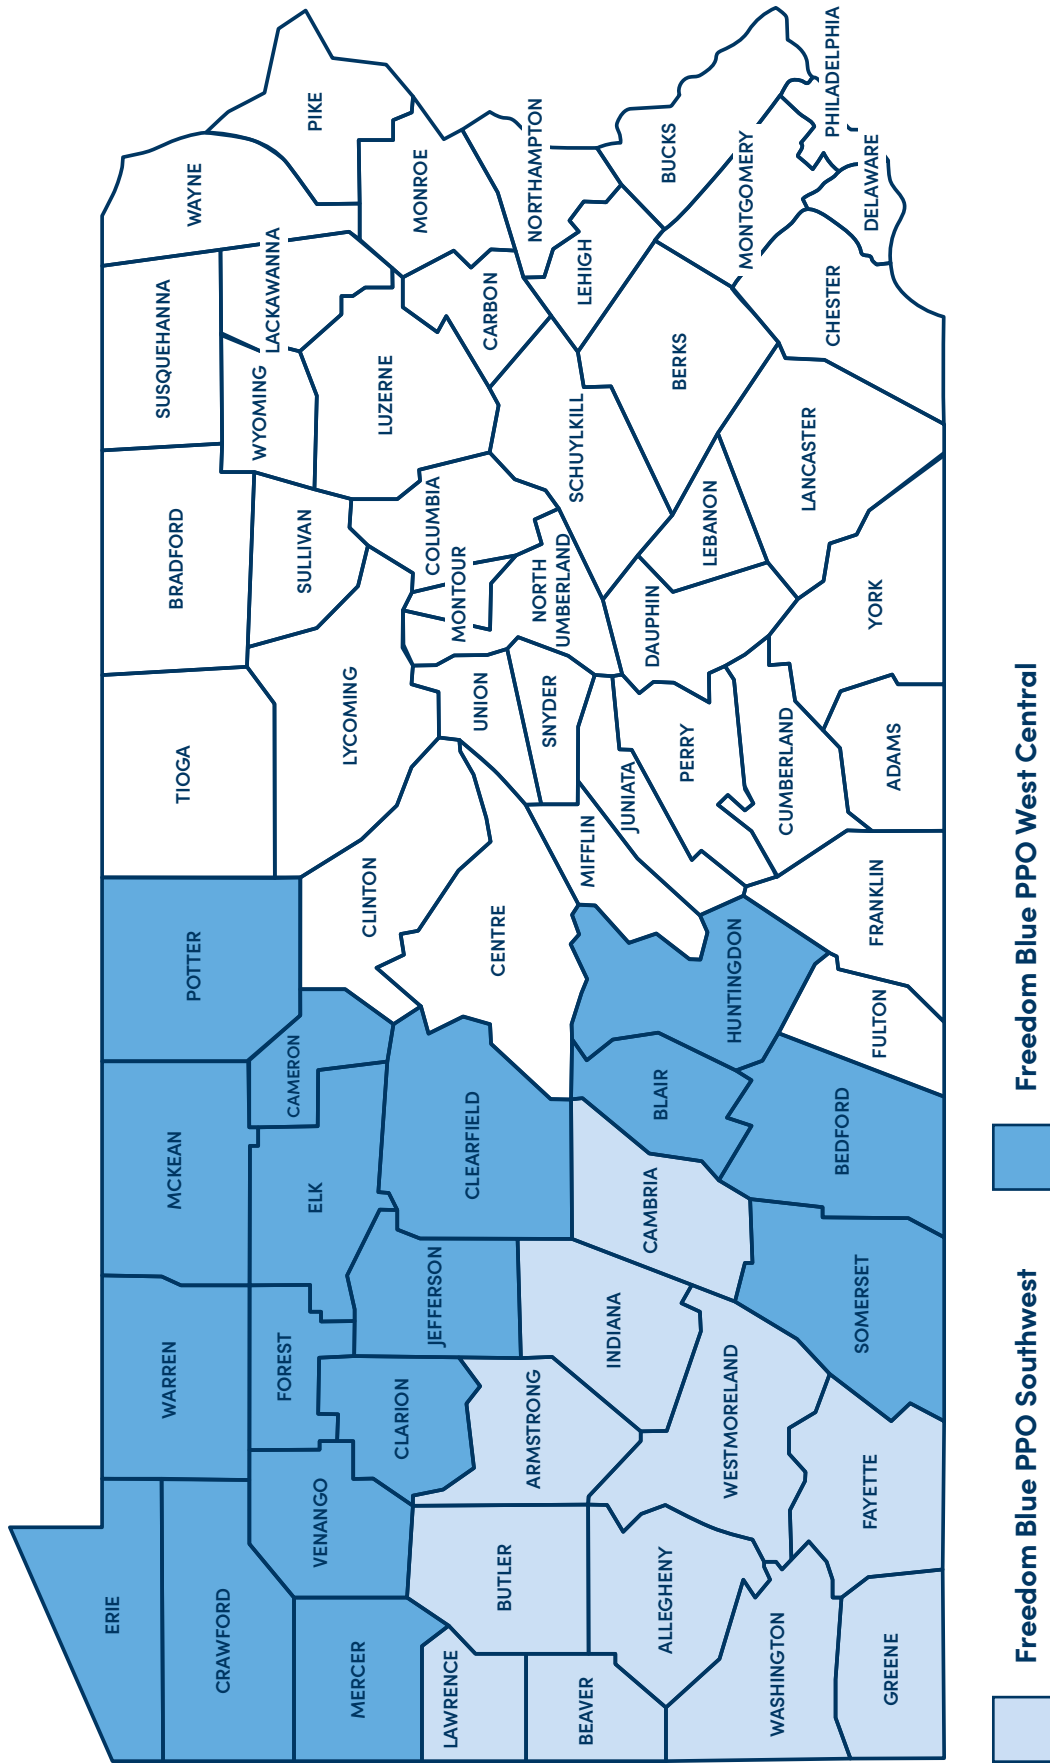 ERIE
CRAWFORD
MERCER
LAWRENCE
BEAVER
WASHINGTON
GREENE
WARREN
VENANGO
FOREST
CLARION
BUTLER
ARMSTRONG
ALLEGHENY
WESTMORELAND
FAYETTE
MCKEAN
ELK
JEFFERSON
INDIANA
SOMERSET
POTTER
CAMERON
CLEARFIELD
CAMBRIA
BLAIR
BEDFORD
HUNTINGDON
FULTON
TIOGA
CLINTON
CENTRE
MIFFLIN
JUNIATA
FRANKLIN
LYCOMING
UNION
SNYDER
PERRY
CUMBERLAND
ADAMS
BRADFORD
SULLIVAN
COLUMBIA
MONTOUR
NORTH
UMBERLAND
DAUPHIN
LEBANON
YORK
SUSQUEHANNA
WYOMING
LACKAWANNA
LUZERNE
SCHUYLKILL
BERKS
LANCASTER
WAYNE
PIKE
MONROE
CARBON
NORTHAMPTON
LEHIGH
BUCKS
MONTGOMERY
CHESTER
DELAWARE
PHILADELPHIA
Freedom Blue PPO Southwest
Freedom Blue PPO West Central